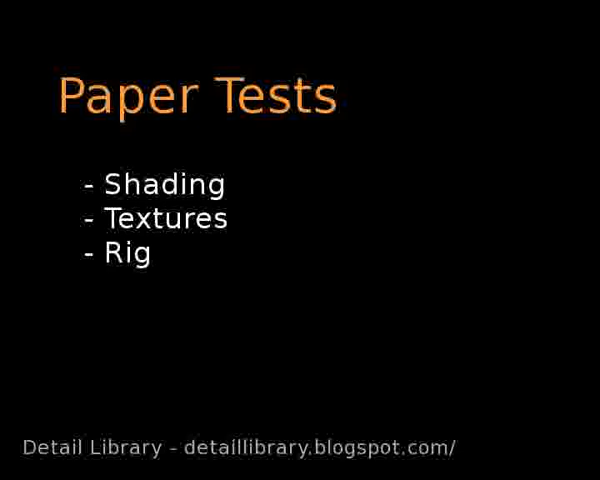 Paper Tests
- Shading
- Textures
- Rig
Detail Library - detaillibrary.blogspot.com/